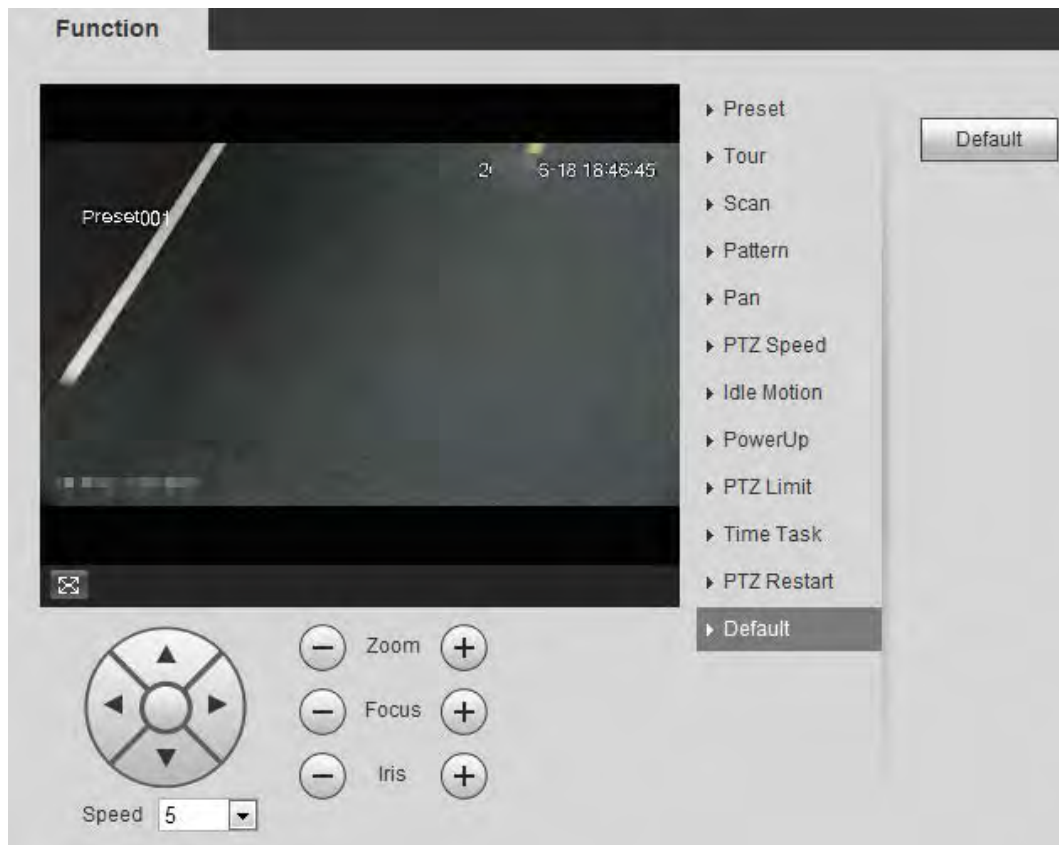 Function
6-18 18:46:45
Preset001
Preset
Tour
Scan
Pattern
Pan
PTZ Speed
Idle Motion
PowerUp
PTZ Limit
Time Task
PTZ Restart
Default
Default
Zoom
Focus
Iris
Speed 5